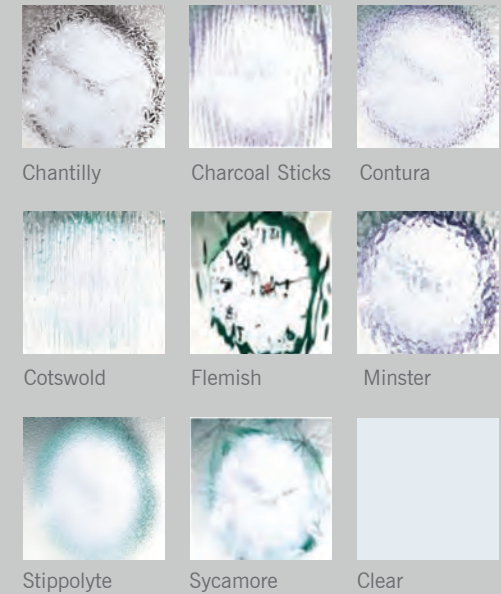 Chantilly Charcoal Sticks Contura
Cotswold Flemish Minster
Stippolyte Sycamore Clear